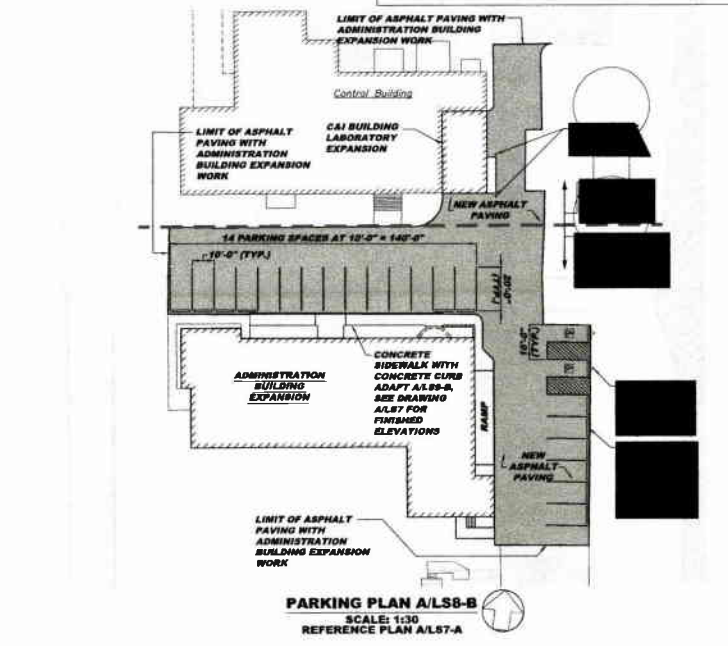 LIMIT OF ASPHALT PAVING WITH
ADMINISTRATION BUILDING
EXPANSION WORK
Control Building
LIMIT OF ASPHALT
PAVING WITH
ADMINISTRATION
BUILDING EXPANSION
WORK
C&I BUILDING
LABORATORY
EXPANSION
NEW ASPHALT
PAVING
14 PARKING SPACES AT 10'-0" = 140'-0"
10'-0" (TYP.)
20'-0"
(TYP.)
10'-0"
(TYP.)
ADMINISTRATION
BUILDING
EXPANSION
CONCRETE
SIDEWALK WITH
CONCRETE CURB
ADAPT A/LS9-B,
SEE DRAWING
A/LS7 FOR
FINISHED
ELEVATIONS
RAMP
NEW
ASPHALT
PAVING
LIMIT OF ASPHALT
PAVING WITH
ADMINISTRATION
BUILDING EXPANSION
WORK
PARKING PLAN A/LS8-B
SCALE: 1:30
REFERENCE PLAN A/LS7-A